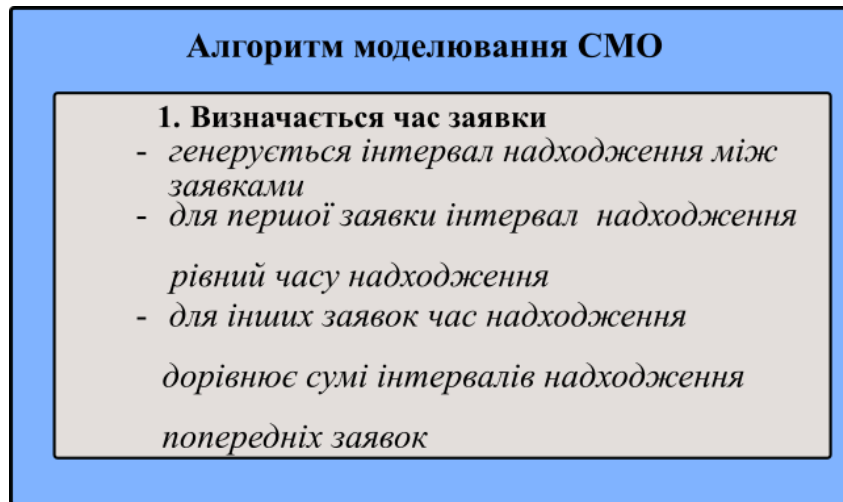 Алгоритм моделювання СМО
1. Визначається час заявки
- генерується інтервал надходження між
заявками
- для першої заявки інтервал надходження
рівний часу надходження
- для інших заявок час надходження
дорівнює сумі інтервалів надходження
попередніх заявок